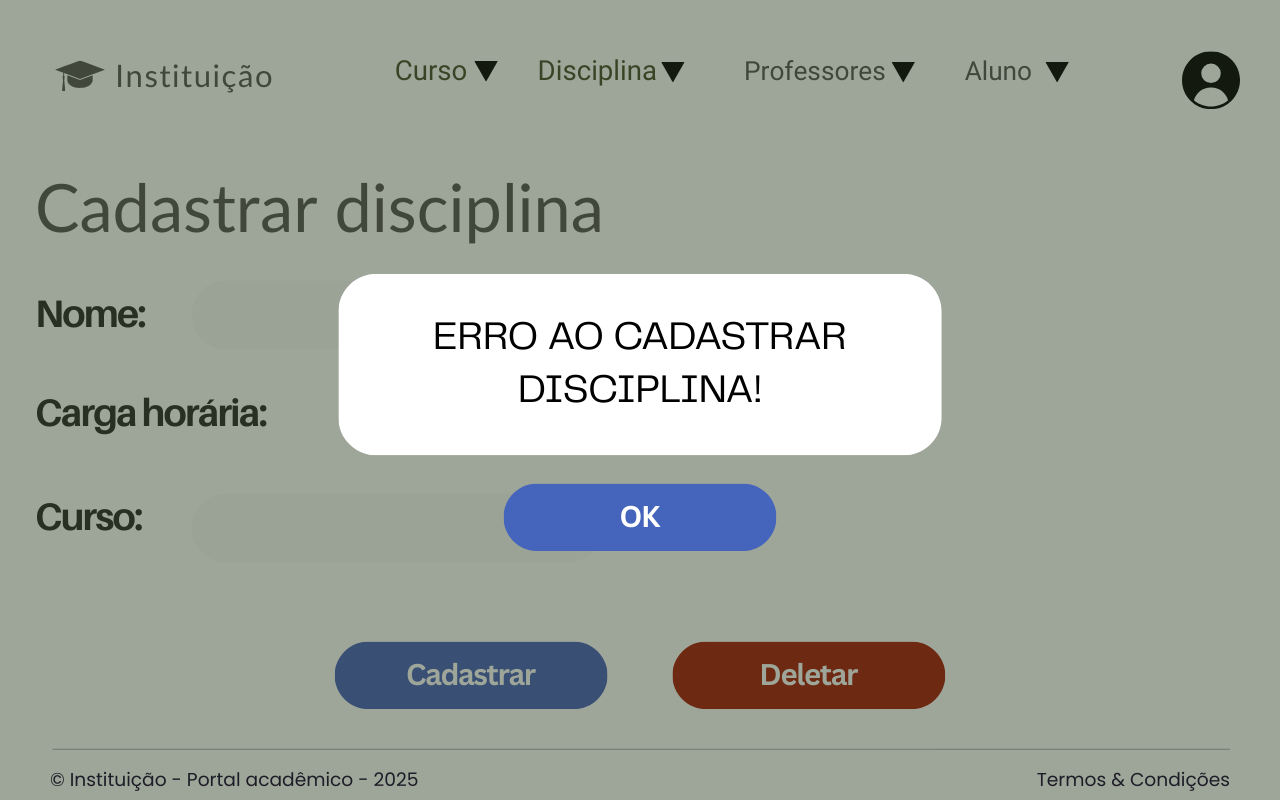 Instituição
Curso
Disciplina
Professores
Aluno
Cadastrar disciplina
Nome:
ERRO AO CADASTRAR
DISCIPLINA!
Carga horária:
Curso:
OK
Cadastrar
Deletar
© Instituição - Portal acadêmico - 2025
Termos & Condições